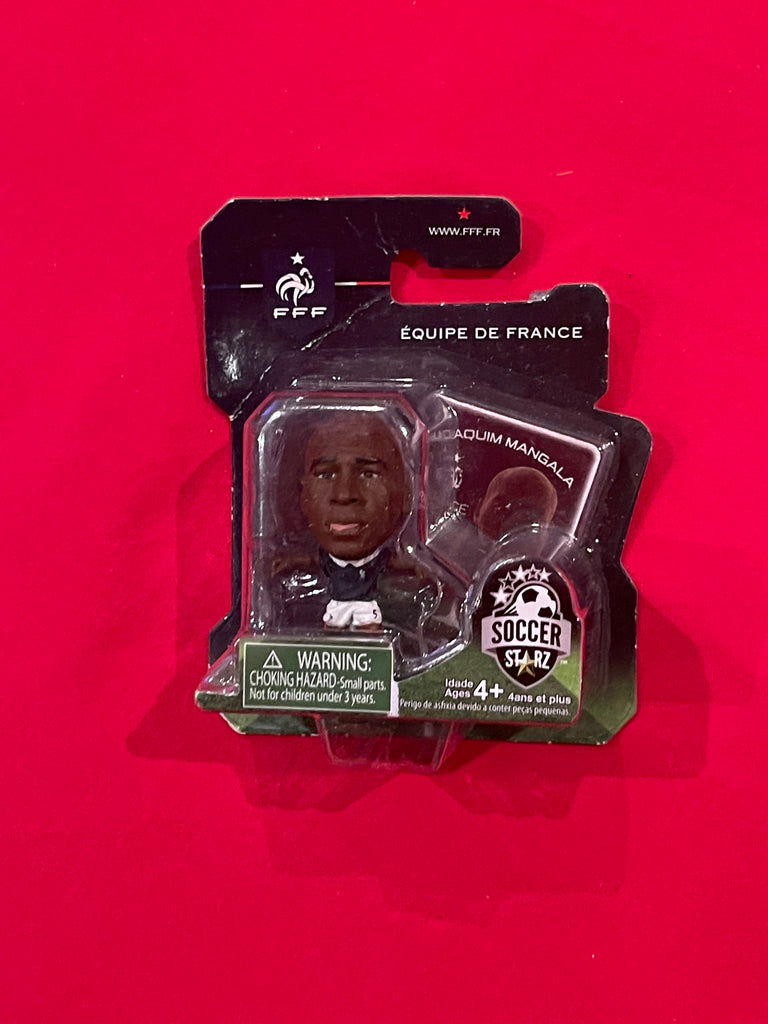 WWW.FFF.FR
FFF
ÉQUIPE DE FRANCE
AQUIM MANGALA
5
SOCCER
STARZ
WARNING:
CHOKING HAZARD-Small parts.
Not for children under 3 years.
Idade
Ages 4+ 4ans et plus
Perigo de asfixia devido a conter peças pequenas.